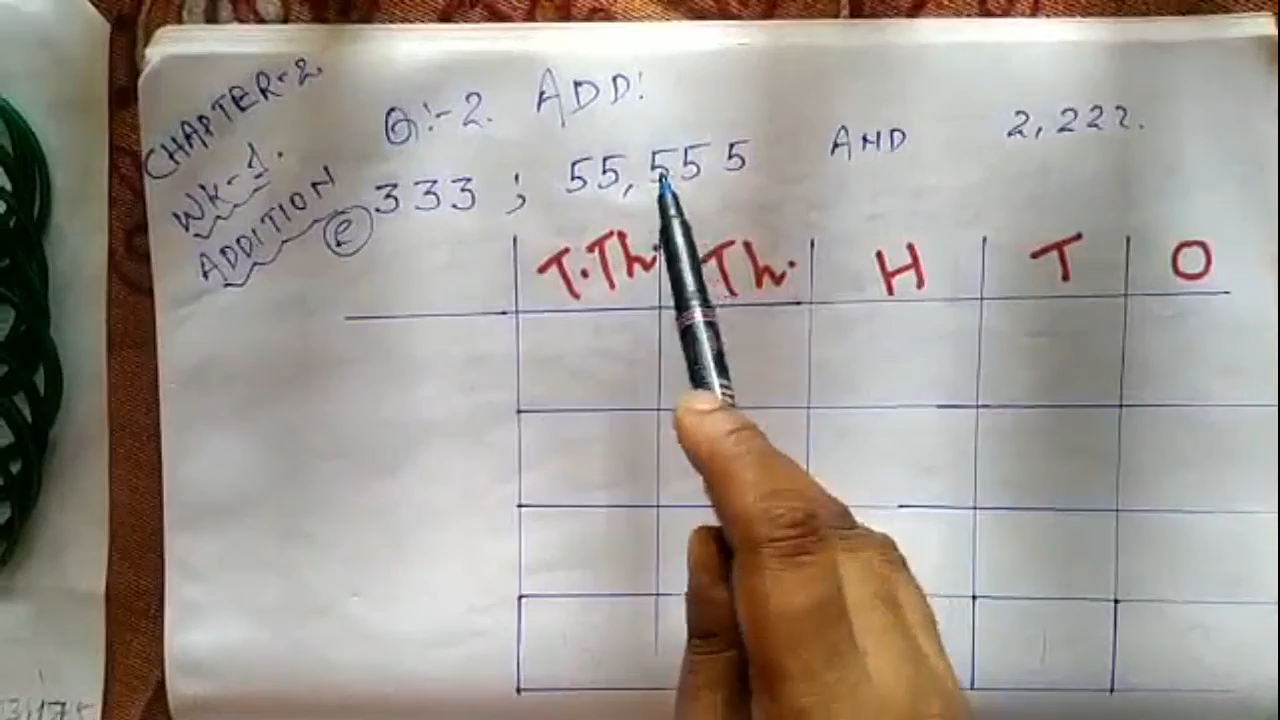 CHAPTER-2
WK-1.
ADDITION
Q:-2. ADD!
(e) 333 ; 55,555 AND 2,222.
T.Th. Th. H T O